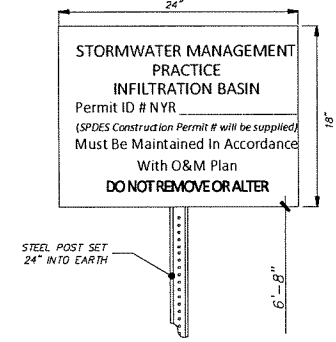 24"
STORMWATER MANAGEMENT
PRACTICE
INFILTRATION BASIN
Permit ID # NYR
(SPDES Construction Permit # will be supplied)
Must Be Maintained In Accordance
With O&M Plan
DO NOT REMOVE OR ALTER
18"
STEEL POST SET
24" INTO EARTH
6'-8"